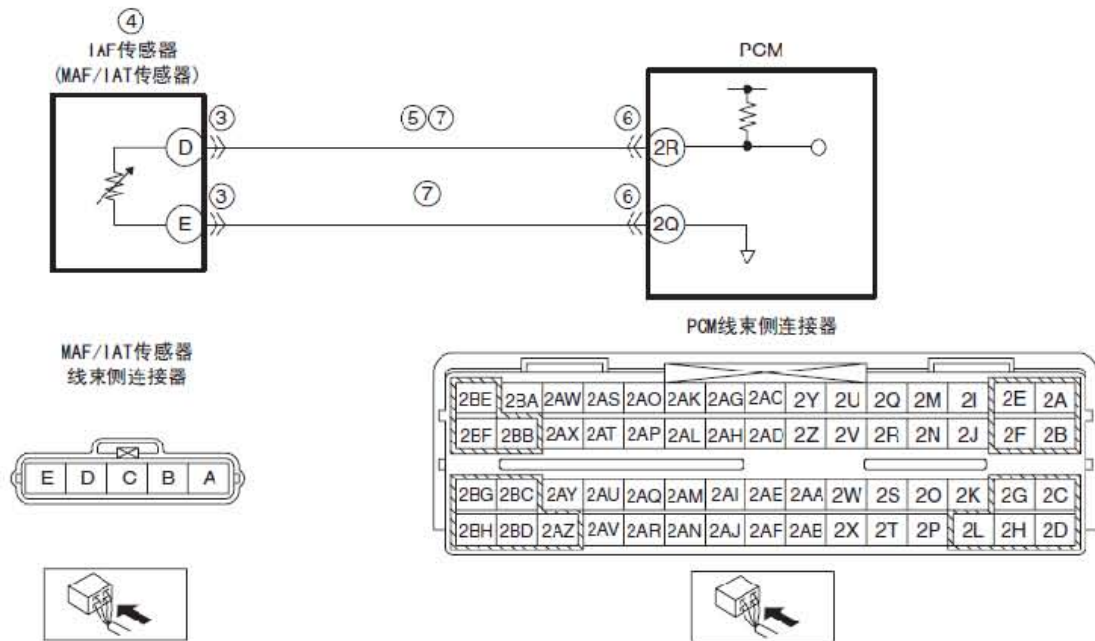 ④
IAF传感器
(MAF/IAT传感器)
PCM
③
⑤⑦
⑥
D
2R
③
⑦
⑥
E
2Q
PCM线束侧连接器
MAF/IAT传感器
线束侧连接器
2BE 2BA 2AW 2AS 2AO 2AK 2AG 2AC 2Y 2U 2Q 2M 2I 2E 2A
2BF 2BB 2AX 2AT 2AP 2AL 2AH 2AD 2Z 2V 2R 2N 2J 2F 2B
E D C B A
2BG 2BC 2AY 2AU 2AQ 2AM 2AI 2AE 2AA 2W 2S 2O 2K 2G 2C
2BH 2BD 2AZ 2AV 2AR 2AN 2AJ 2AF 2AB 2X 2T 2P 2L 2H 2D